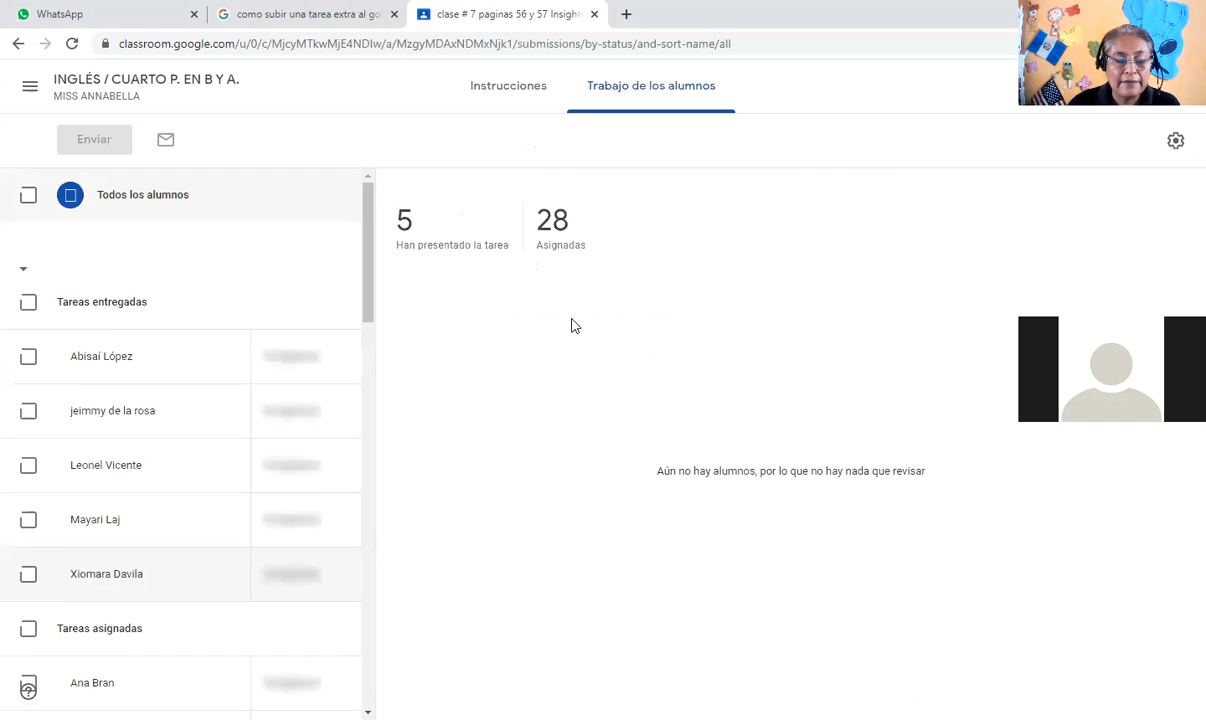 WhatsApp
como subir una tarea extra al go
clase # 7 paginas 56 y 57 Insigh
classroom.google.com/u/0/c/MjcyMTkwMjE4NDIw/a/MzgyMDAxNDMxNjk1/submissions/by-status/and-sort-name/all
INGLÉS / CUARTO P. EN B Y A.
MISS ANNABELLA
Instrucciones
Trabajo de los alumnos
Enviar
Todos los alumnos
5
Han presentado la tarea
28
Asignadas
Tareas entregadas
Abisaí López
jeimmy de la rosa
Leonel Vicente
Mayari Laj
Xiomara Davila
Tareas asignadas
Ana Bran
Aún no hay alumnos, por lo que no hay nada que revisar